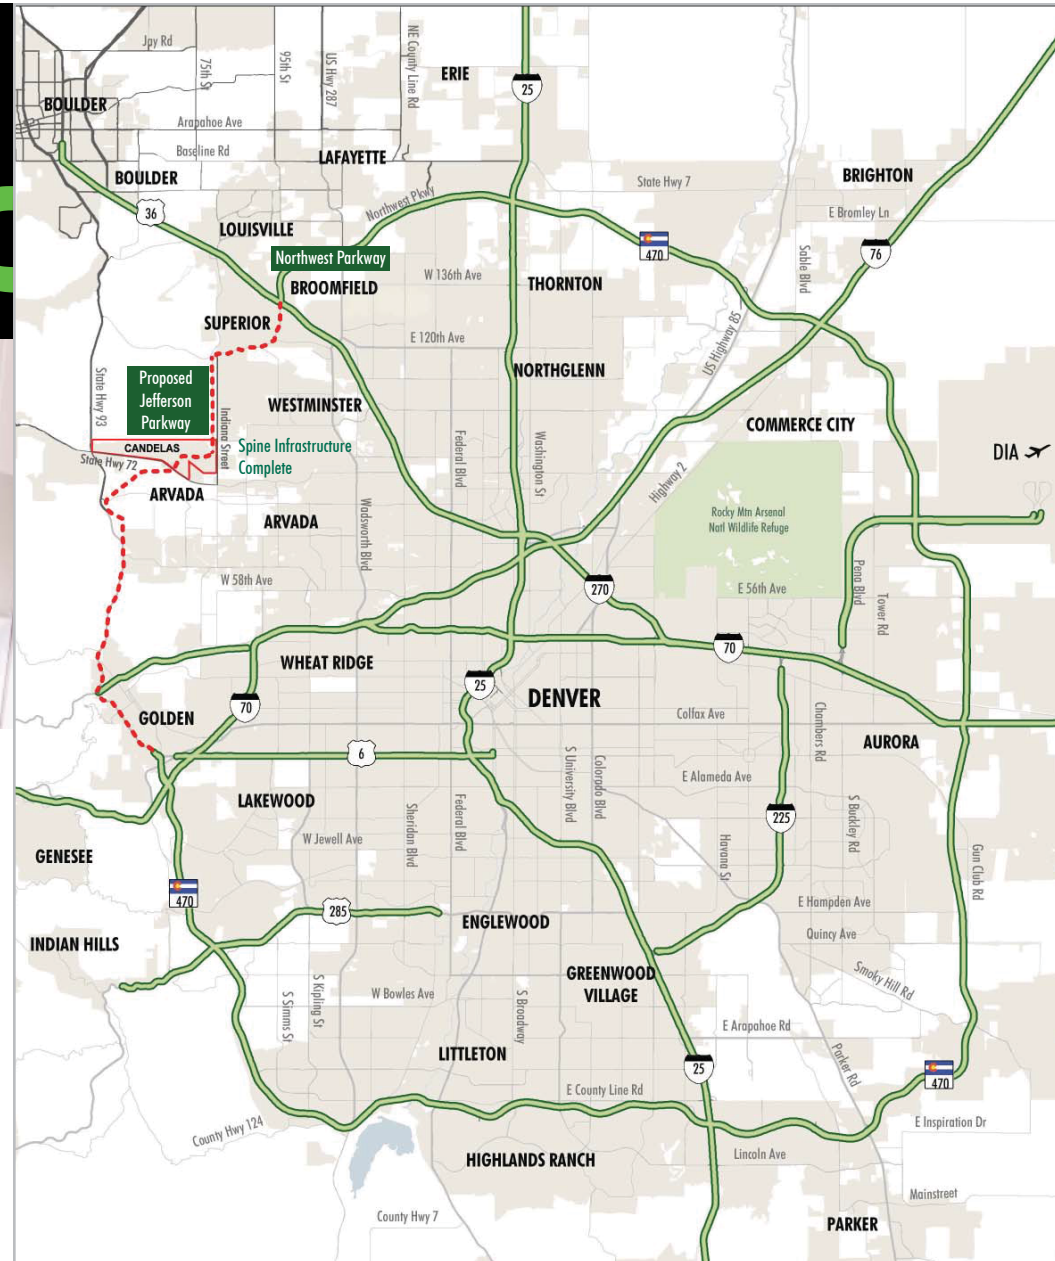 Jay Rd
75th St
95th St
US Hwy 287
NE County Line Rd
ERIE
25
BOULDER
Arapahoe Ave
Baseline Rd
LAFAYETTE
BOULDER
State Hwy 7
BRIGHTON
36
Northwest Pkwy
E Bromley Ln
LOUISVILLE
470
76
Northwest Parkway
W 136th Ave
Sable Blvd
BROOMFIELD
THORNTON
SUPERIOR
E 120th Ave
US Highway 85
NORTHGLENN
Proposed
Jefferson
Parkway
State Hwy 93
WESTMINSTER
Indiana Street
COMMERCE CITY
CANDELAS
Spine Infrastructure
Complete
Federal Blvd
Washington St
DIA
State Hwy 72
Highway 2
ARVADA
ARVADA
Rocky Mtn Arsenal
Natl Wildlife Refuge
Wadsworth Blvd
W 58th Ave
270
E 56th Ave
Pena Blvd
Tower Rd
WHEAT RIDGE
70
25
DENVER
70
GOLDEN
Colfax Ave
Chambers Rd
AURORA
6
S University Blvd
Colorado Blvd
E Alameda Ave
LAKEWOOD
Sheridan Blvd
Federal Blvd
225
S Buckley Rd
W Jewell Ave
Havana St
GENESEE
Gun Club Rd
470
285
E Hampden Ave
ENGLEWOOD
INDIAN HILLS
Quincy Ave
GREENWOOD
VILLAGE
Smoky Hill Rd
S Simms St
S Kipling St
W Bowles Ave
S Broadway
E Arapahoe Rd
LITTLETON
Parker Rd
25
470
E County Line Rd
County Hwy 124
E Inspiration Dr
HIGHLANDS RANCH
Lincoln Ave
Mainstreet
County Hwy 7
PARKER